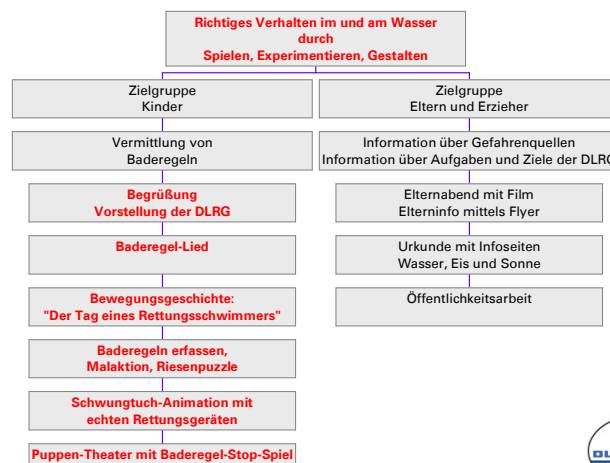 Richtiges Verhalten im und am Wasser
durch
Spielen, Experimentieren, Gestalten
Zielgruppe
Kinder
Vermittlung von
Baderegeln
Begrüßung
Vorstellung der DLRG
Baderegel-Lied
Bewegungsgeschichte:
"Der Tag eines Rettungsschwimmers"
Baderegeln erfassen,
Malaktion, Riesenpuzzle
Schwungtuch-Animation mit
echten Rettungsgeräten
Puppen-Theater mit Baderegel-Stop-Spiel
Zielgruppe
Eltern und Erzieher
Information über Gefahrenquellen
Information über Aufgaben und Ziele der DLRG
Elternabend mit Film
Elterninfo mittels Flyer
Urkunde mit Infoseiten
Wasser, Eis und Sonne
Öffentlichkeitsarbeit